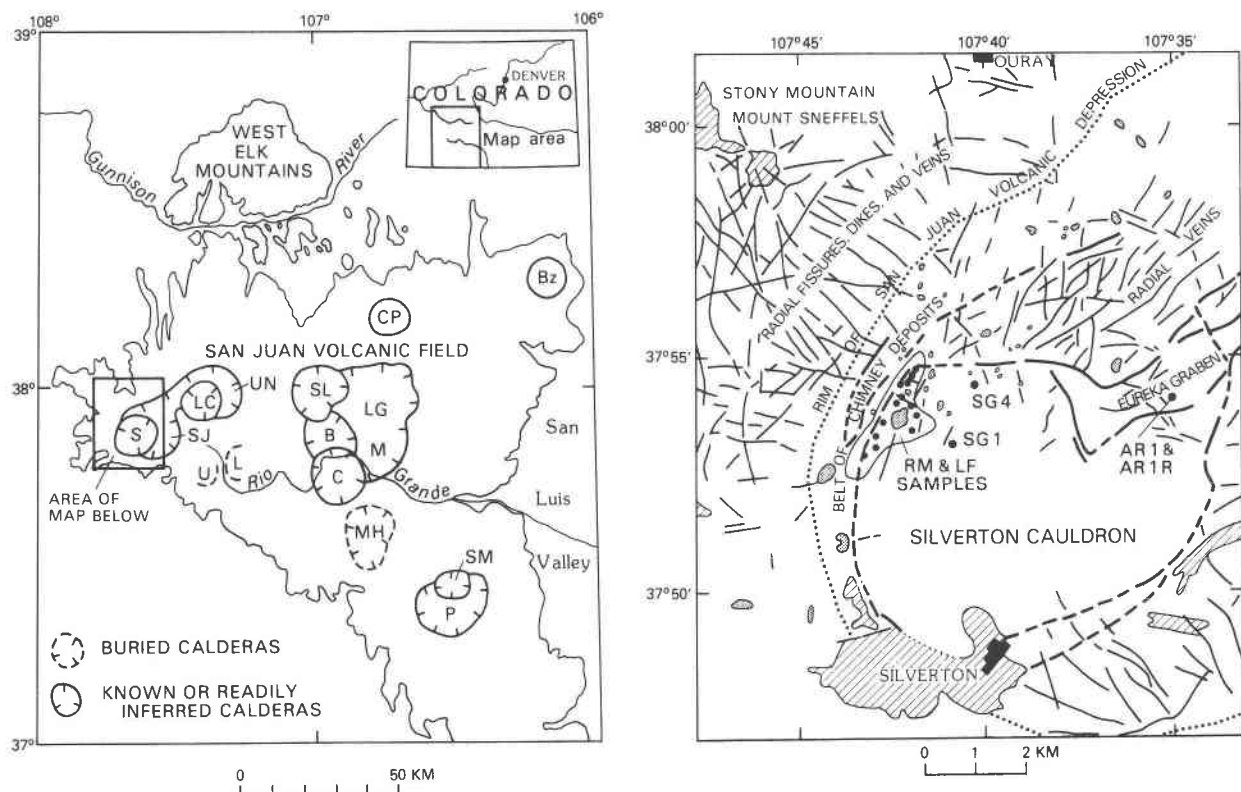 108°
107°
106°
39°
DENVER
COLORADO
Map area
WEST
ELK
MOUNTAINS
Gunnison
River
Bz
CP
SAN JUAN VOLCANIC FIELD
38°
UN
LC
SL
LG
S
SJ
B
M
San
U
L
Rio
C
Grande
AREA OF
MAP BELOW
Luis
MH
Valley
SM
P
BURIED CALDERAS
KNOWN OR READILY
INFERRED CALDERAS
37°
0 50 KM
107°45'
107°40'
107°35'
OURAY
STONY MOUNTAIN
MOUNT SNEFFELS
38°00'
RADIAL FISSURES, DIKES, AND VEINS
RIM OF SAN JUAN VOLCANIC DEPRESSION
BELT OF CHIMNEY DEPOSITS
RADIAL VEINS
37°55'
EUREKA GRABEN
SG4
SG1
AR1 &
AR1R
RM & LF
SAMPLES
SILVERTON CAULDRON
37°50'
SILVERTON
0 1 2 KM